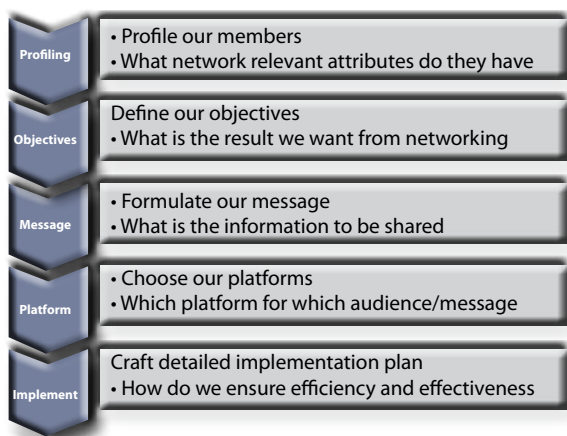 Profiling
• Profile our members
• What network relevant attributes do they have
Objectives
Define our objectives
• What is the result we want from networking
Message
• Formulate our message
• What is the information to be shared
Platform
• Choose our platforms
• Which platform for which audience/message
Implement
Craft detailed implementation plan
• How do we ensure efficiency and effectiveness